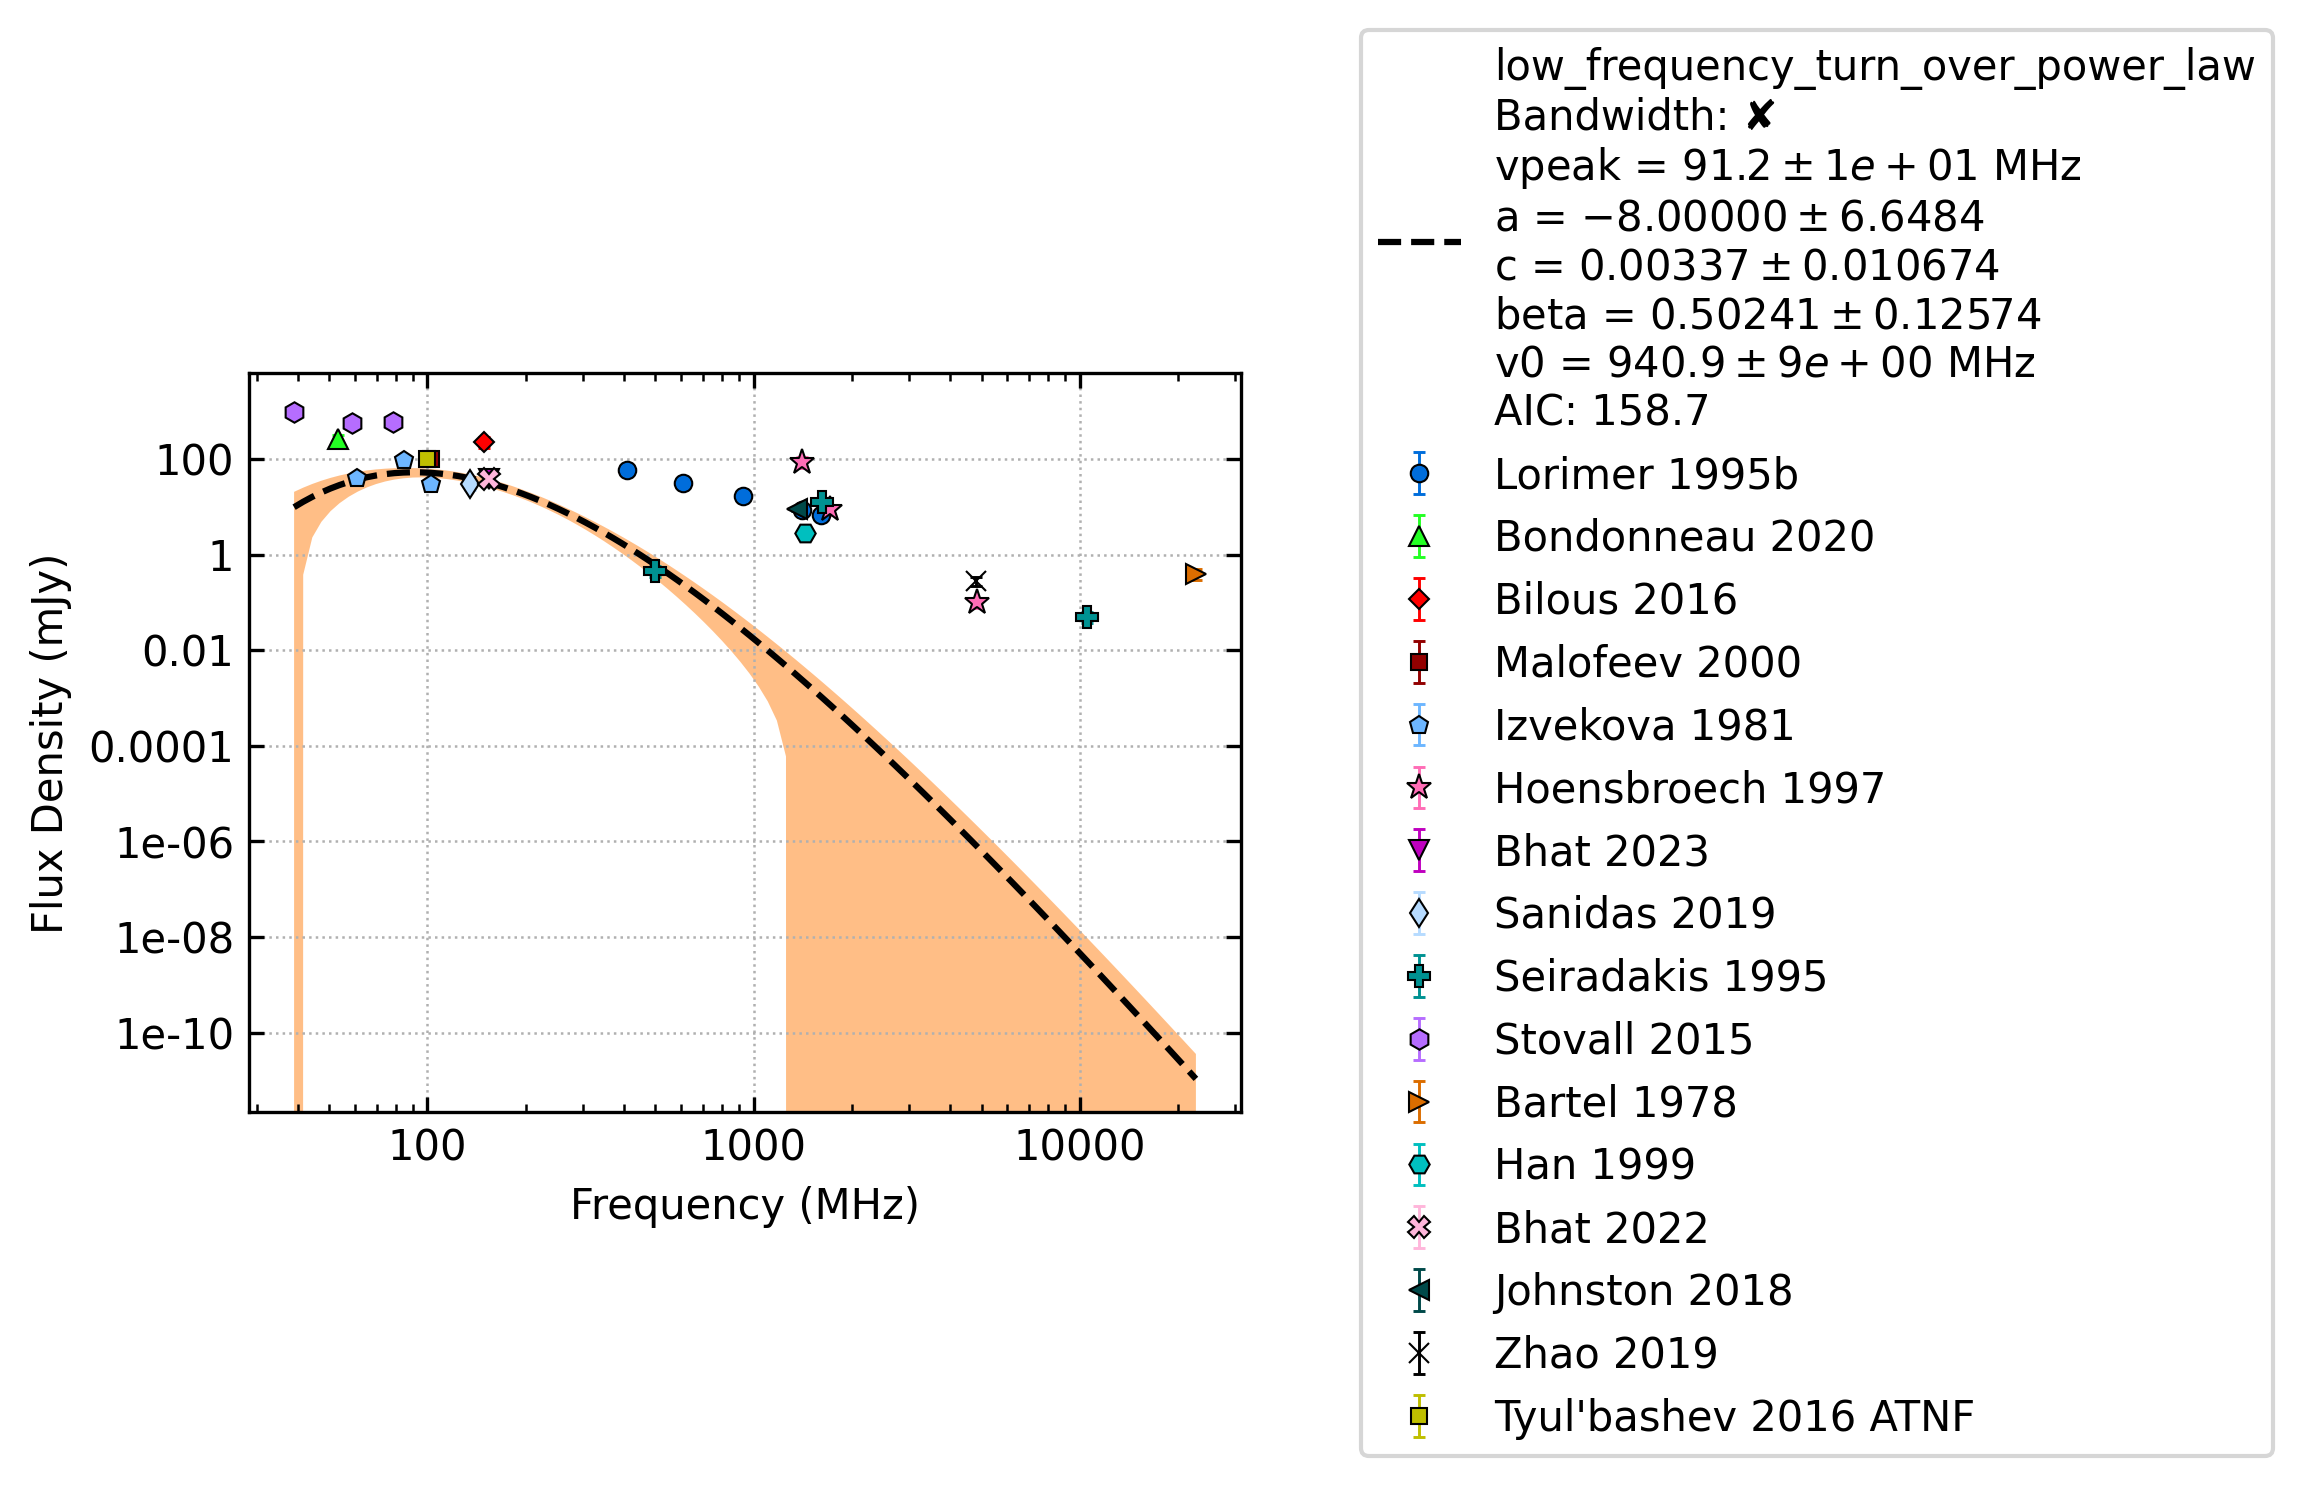 low_frequency_turn_over_power_law
Bandwidth: ✘
vpeak = 91.2 ± 1e + 01 MHz
a = −8.00000 ± 6.6484
c = 0.00337 ± 0.010674
beta = 0.50241 ± 0.12574
v0 = 940.9 ± 9e + 00 MHz
AIC: 158.7
Lorimer 1995b
Bondonneau 2020
Bilous 2016
Malofeev 2000
Izvekova 1981
Hoensbroech 1997
Bhat 2023
Sanidas 2019
Seiradakis 1995
Stovall 2015
Bartel 1978
Han 1999
Bhat 2022
Johnston 2018
Zhao 2019
Tyul'bashev 2016 ATNF
Flux Density (mJy)
100
1
0.01
0.0001
1e-06
1e-08
1e-10
100
1000
10000
Frequency (MHz)